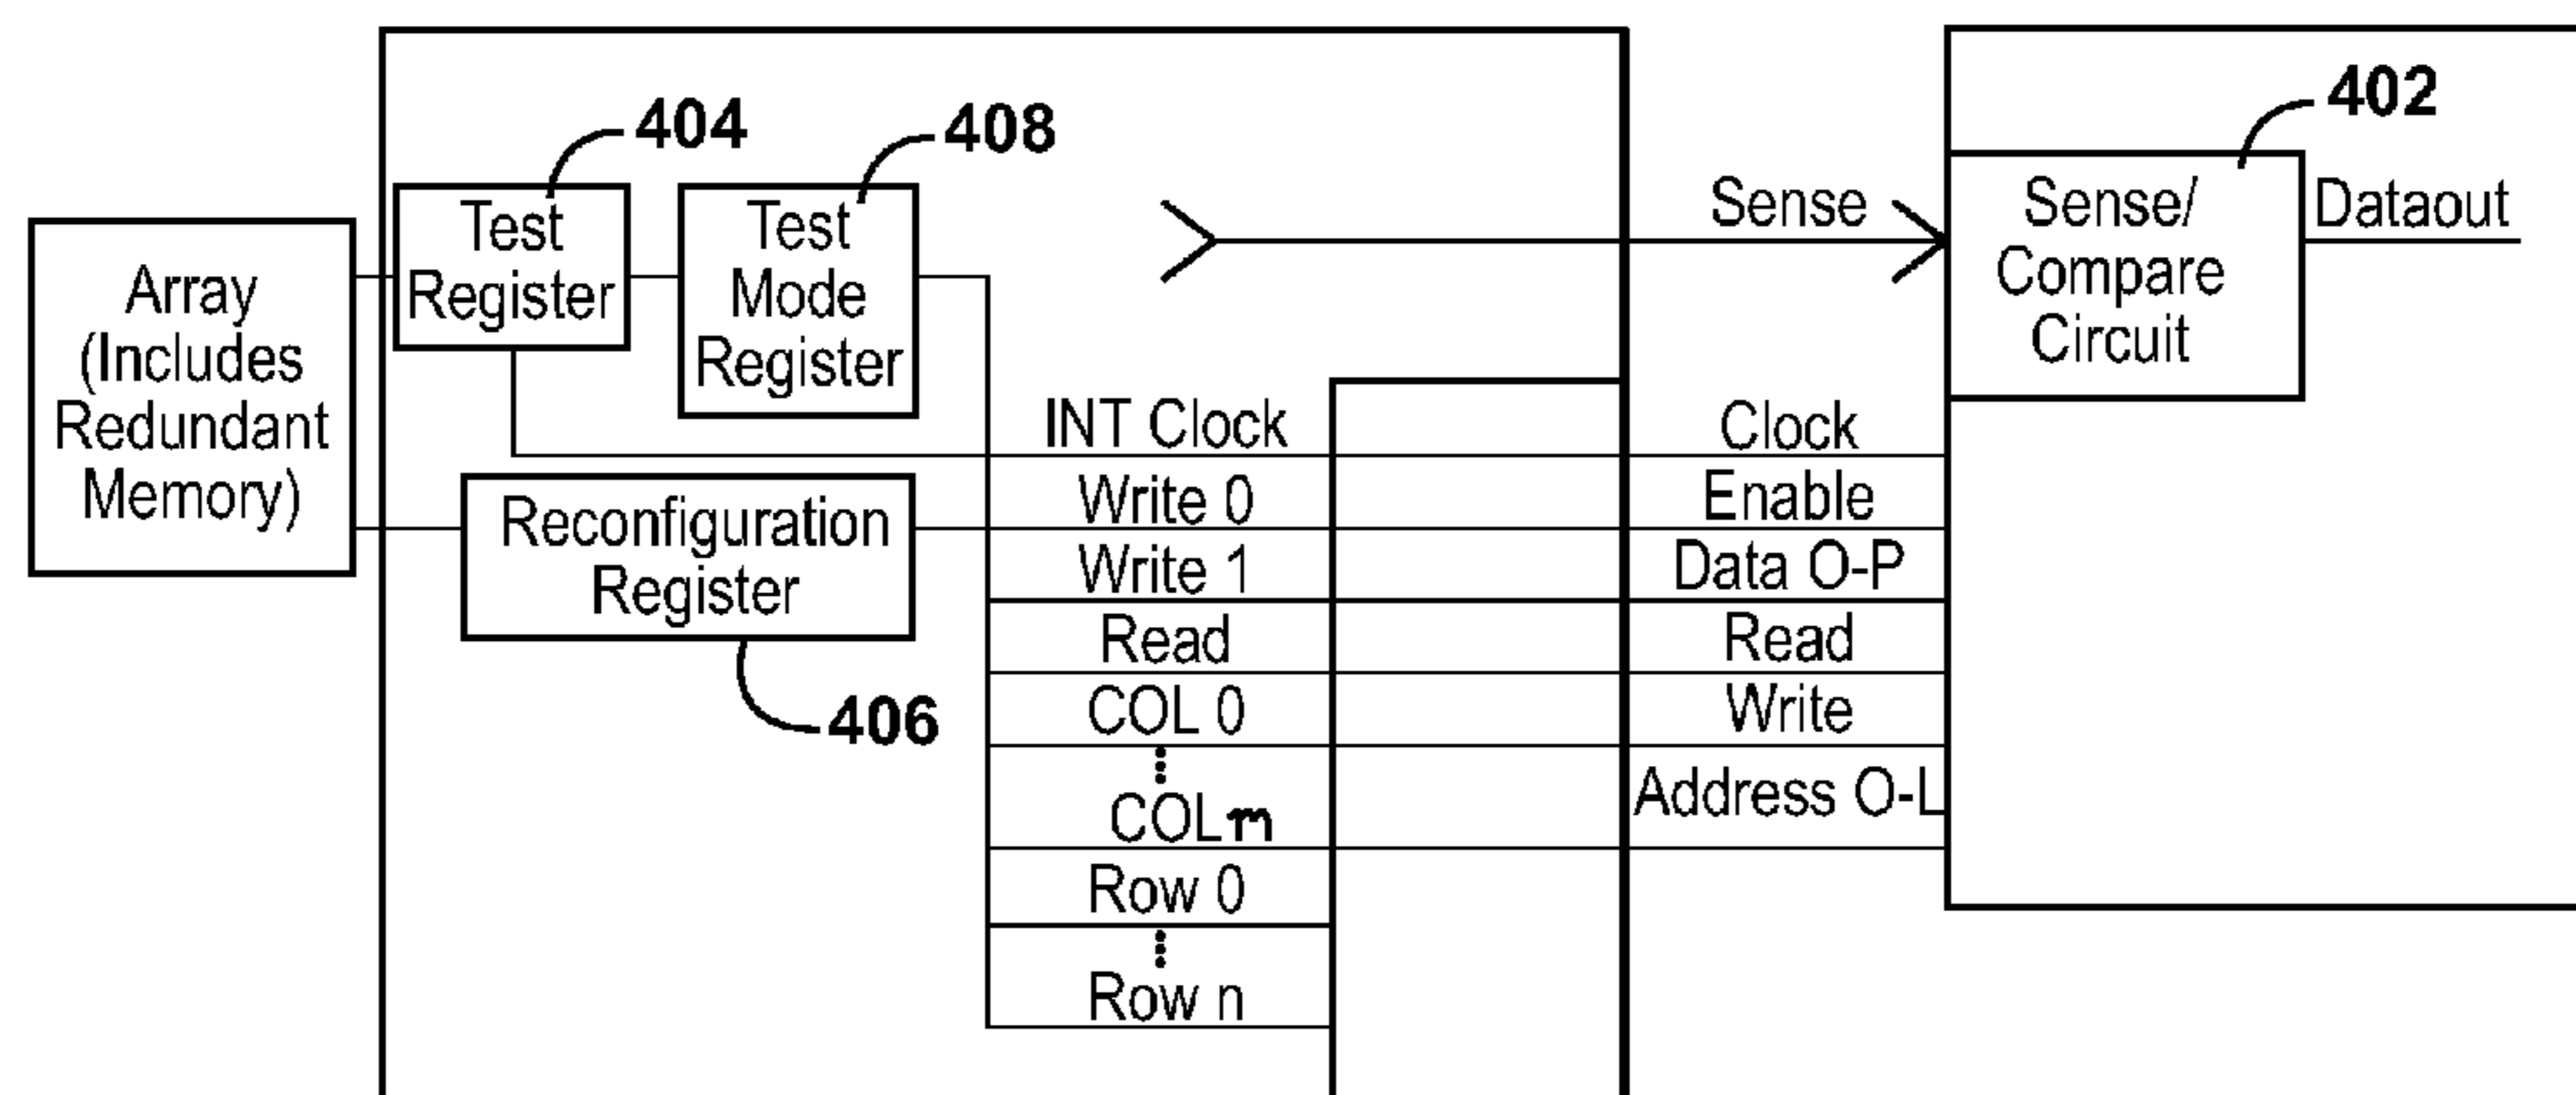 404
408
402
Array
(Includes
Redundant
Memory)
Test
Register
Test
Mode
Register
Reconfiguration
Register
406
INT Clock
Write 0
Write 1
Read
COL 0
COLm
Row 0
Row n
Sense
Clock
Enable
Data O-P
Read
Write
Address O-L
Sense/
Compare
Circuit
Dataout